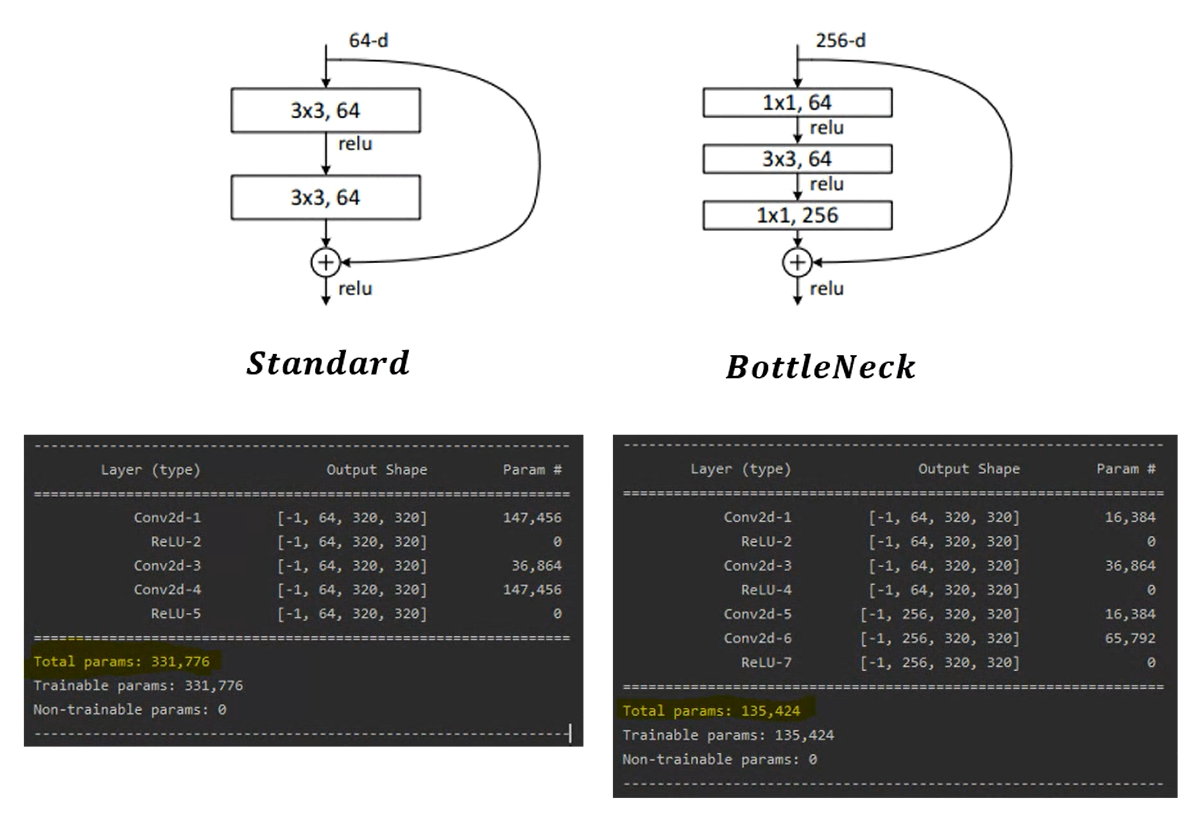 64-d
3x3, 64
relu
3x3, 64
relu
Standard
256-d
1x1, 64
relu
3x3, 64
relu
1x1, 256
relu
BottleNeck
Layer (type) Output Shape Param #
Conv2d-1 [-1, 64, 320, 320] 147,456
ReLU-2 [-1, 64, 320, 320] 0
Conv2d-3 [-1, 64, 320, 320] 36,864
Conv2d-4 [-1, 64, 320, 320] 147,456
ReLU-5 [-1, 64, 320, 320] 0
Total params: 331,776
Trainable params: 331,776
Non-trainable params: 0
Layer (type) Output Shape Param #
Conv2d-1 [-1, 64, 320, 320] 16,384
ReLU-2 [-1, 64, 320, 320] 0
Conv2d-3 [-1, 64, 320, 320] 36,864
ReLU-4 [-1, 64, 320, 320] 0
Conv2d-5 [-1, 256, 320, 320] 16,384
Conv2d-6 [-1, 256, 320, 320] 65,792
ReLU-7 [-1, 256, 320, 320] 0
Total params: 135,424
Trainable params: 135,424
Non-trainable params: 0